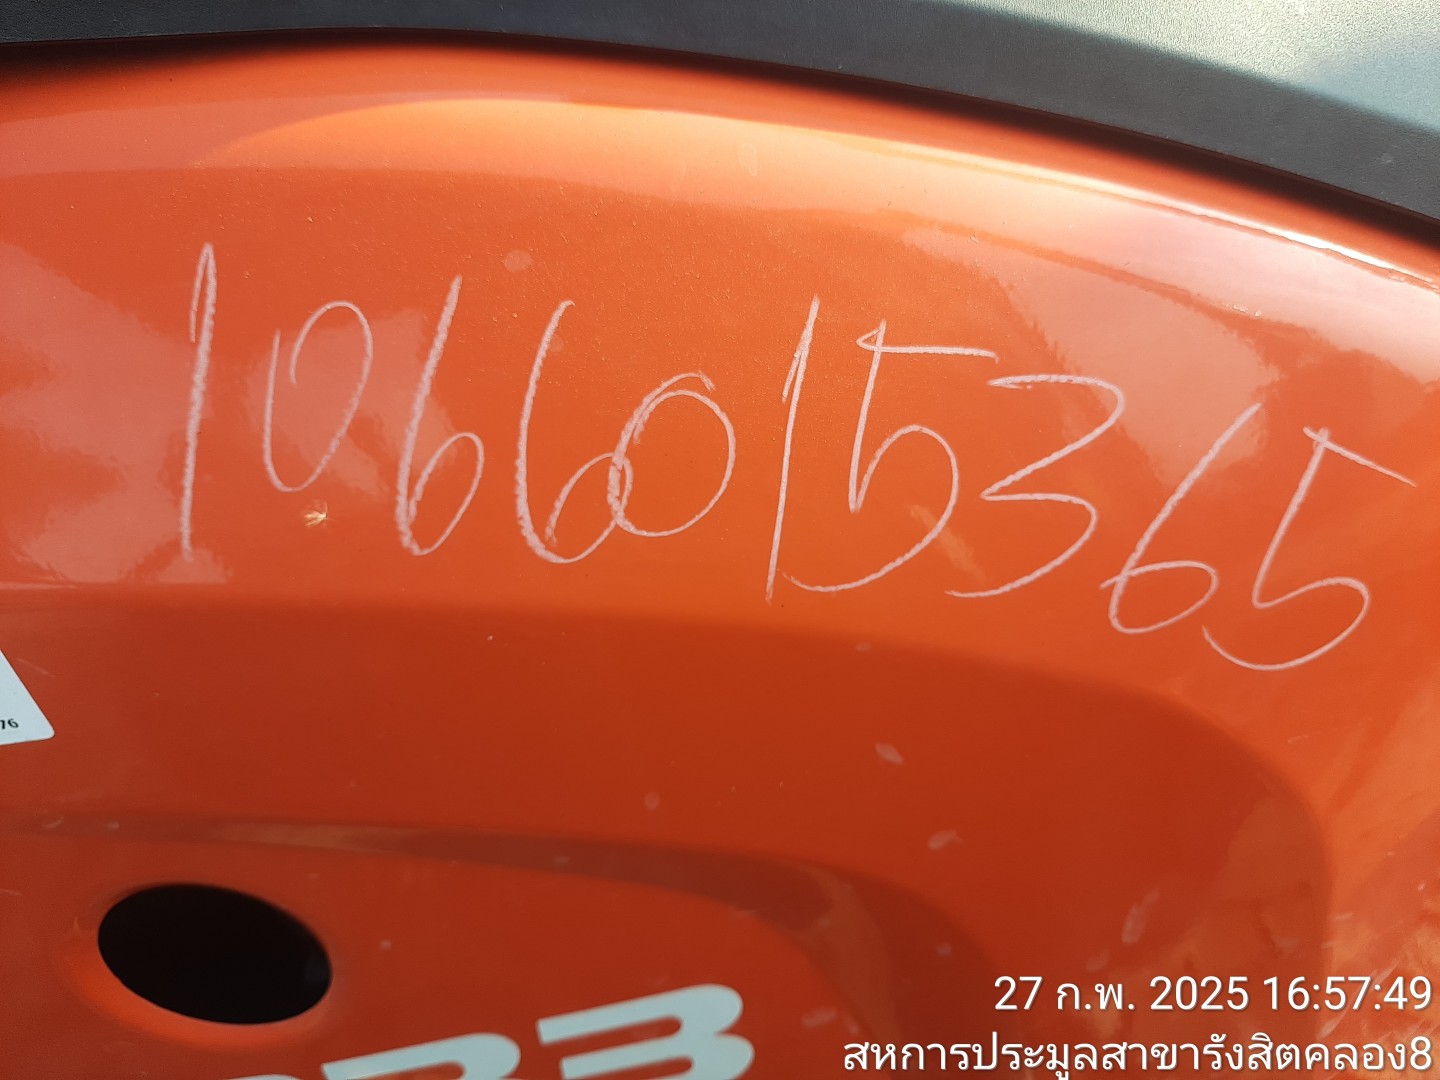 1066015365
76
27 ก.พ. 2025 16:57:49
สหการประมูลสาขารังสิตคลอง8